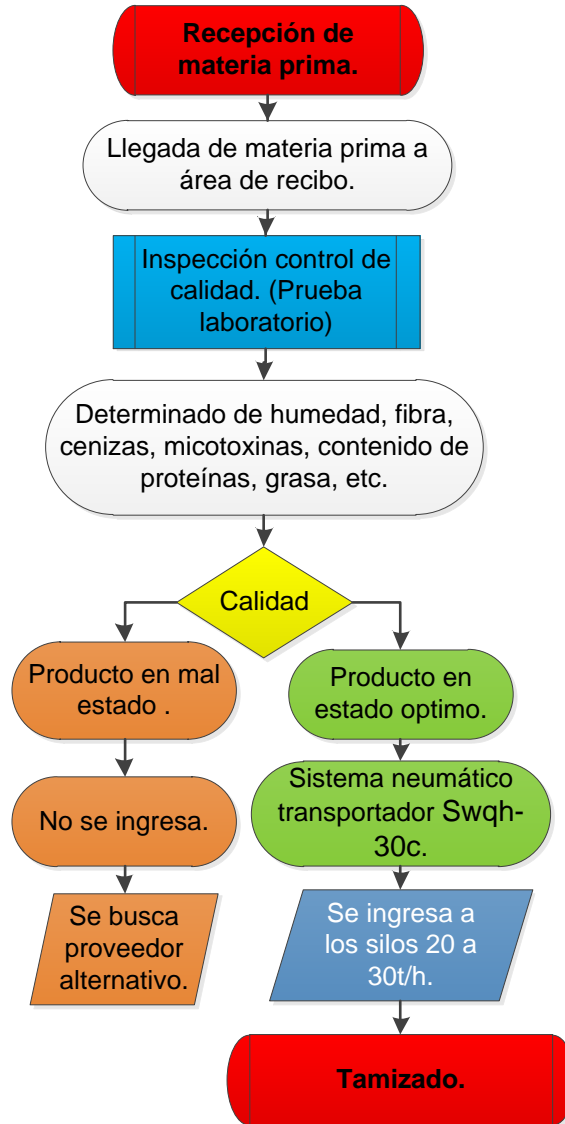 Recepción de
materia prima.
Llegada de materia prima a
área de recibo.
Inspección control de
calidad. (Prueba
laboratorio)
Determinado de humedad, fibra,
cenizas, micotoxinas, contenido de
proteínas, grasa, etc.
Calidad
Producto en mal
estado .
No se ingresa.
Se busca
proveedor
alternativo.
Producto en
estado optimo.
Sistema neumático
transportador Swqh-
30c.
Se ingresa a
los silos 20 a
30t/h.
Tamizado.